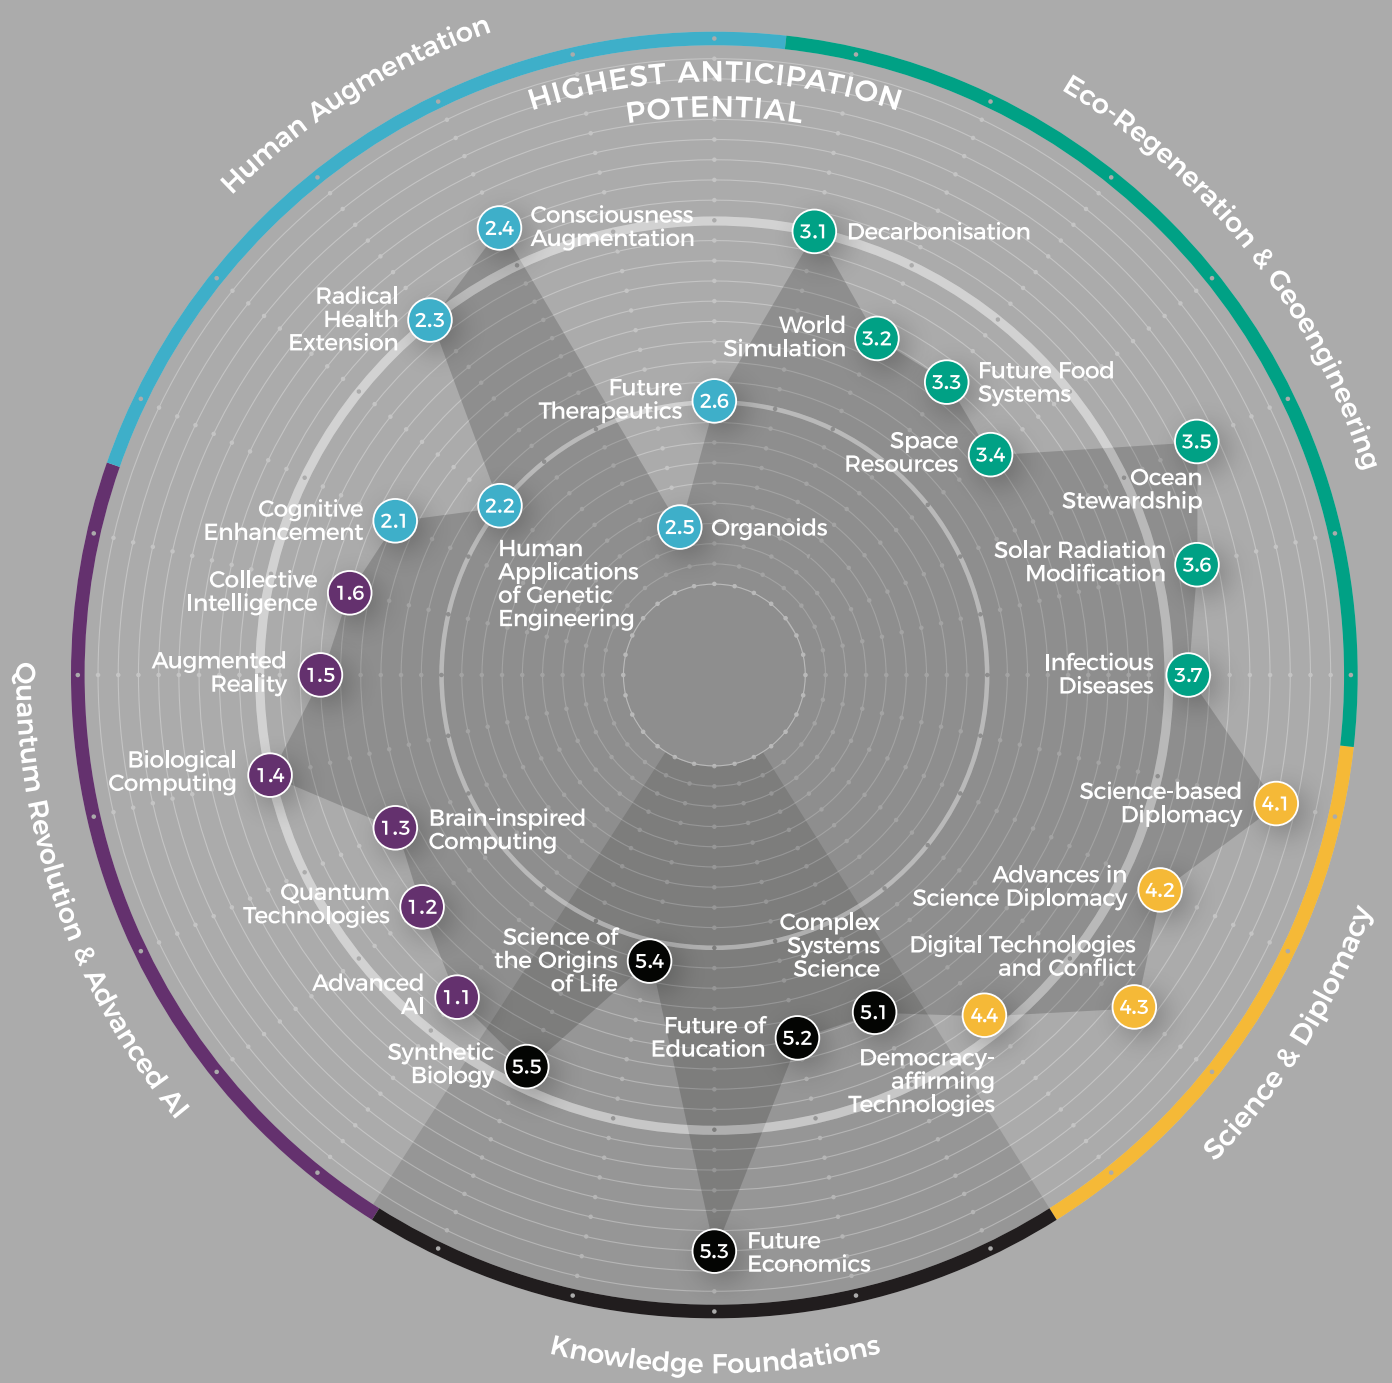 Human Augmentation
HIGHEST ANTICIPATION
POTENTIAL
Eco-Regeneration & Geoengineering
2.4
Consciousness
Augmentation
3.1
Decarbonisation
Radical
Health
Extension
2.3
World
Simulation
3.2
Future
Therapeutics
2.6
3.3
Future Food
Systems
Space
Resources
3.4
3.5
Ocean
Stewardship
Cognitive
Enhancement
2.1
2.2
Human
Applications
of Genetic
Engineering
2.5
Organoids
Solar Radiation
Modification
3.6
Collective
Intelligence
1.6
Augmented
Reality
1.5
Infectious
Diseases
3.7
Biological
Computing
1.4
Science-based
Diplomacy
4.1
1.3
Brain-inspired
Computing
Advances in
Science Diplomacy
4.2
Quantum
Technologies
1.2
Science of
the Origins
of Life
5.4
Complex
Systems
Science
5.1
Digital Technologies
and Conflict
4.3
Advanced
AI
1.1
Future of
Education
5.2
4.4
Democracy-
affirming
Technologies
Synthetic
Biology
5.5
5.3
Future
Economics
Quantum Revolution & Advanced AI
Science & Diplomacy
Knowledge Foundations